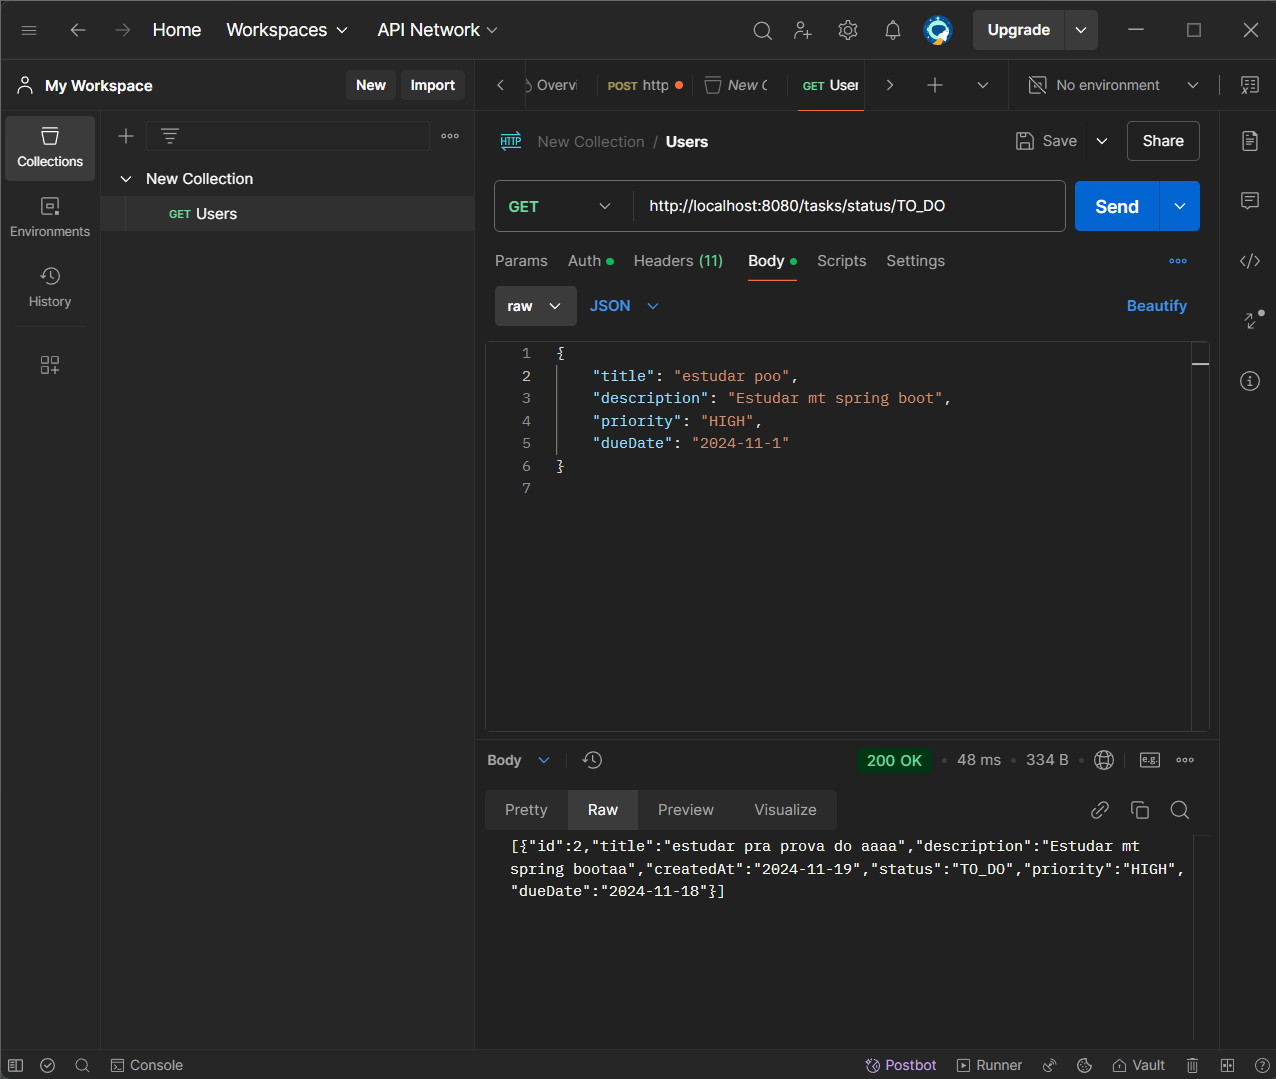 Home
Workspaces
API Network
Upgrade
My Workspace
New
Import
Overvi
POST http
New C
GET User
No environment
Collections
Environments
History
New Collection
GET Users
HTTP
New Collection / Users
Save
Share
GET
http://localhost:8080/tasks/status/TO_DO
Send
Params
Auth
Headers (11)
Body
Scripts
Settings
raw
JSON
Beautify
1 {
2 "title": "estudar poo",
3 "description": "Estudar mt spring boot",
4 "priority": "HIGH",
5 "dueDate": "2024-11-1"
6 }
7
Body
200 OK
48 ms
334 B
e.g.
Pretty
Raw
Preview
Visualize
[{"id":2,"title":"estudar pra prova do aaaa","description":"Estudar mt
spring bootaa","createdAt":"2024-11-19","status":"TO_DO","priority":"HIGH",
"dueDate":"2024-11-18"}]
Console
Postbot
Runner
Vault